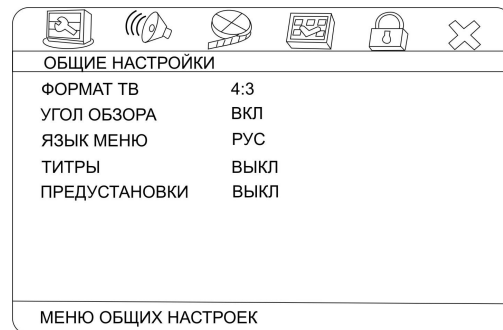 ОБЩИЕ НАСТРОЙКИ
ФОРМАТ ТВ 4:3
УГОЛ ОБЗОРА ВКЛ
ЯЗЫК МЕНЮ РУС
ТИТРЫ ВЫКЛ
ПРЕДУСТАНОВКИ ВЫКЛ
МЕНЮ ОБЩИХ НАСТРОЕК